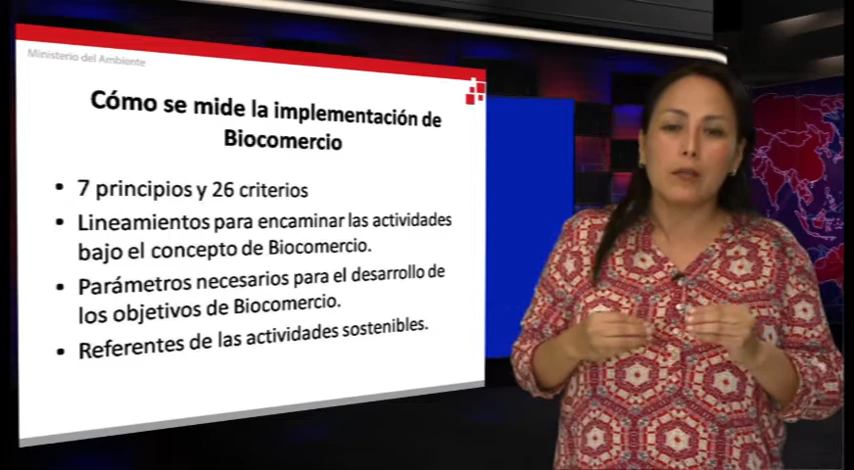 Ministerio del Ambiente
Cómo se mide la implementación de
Biocomercio
• 7 principios y 26 criterios
• Lineamientos para encaminar las actividades
bajo el concepto de Biocomercio.
• Parámetros necesarios para el desarrollo de
los objetivos de Biocomercio.
• Referentes de las actividades sostenibles.